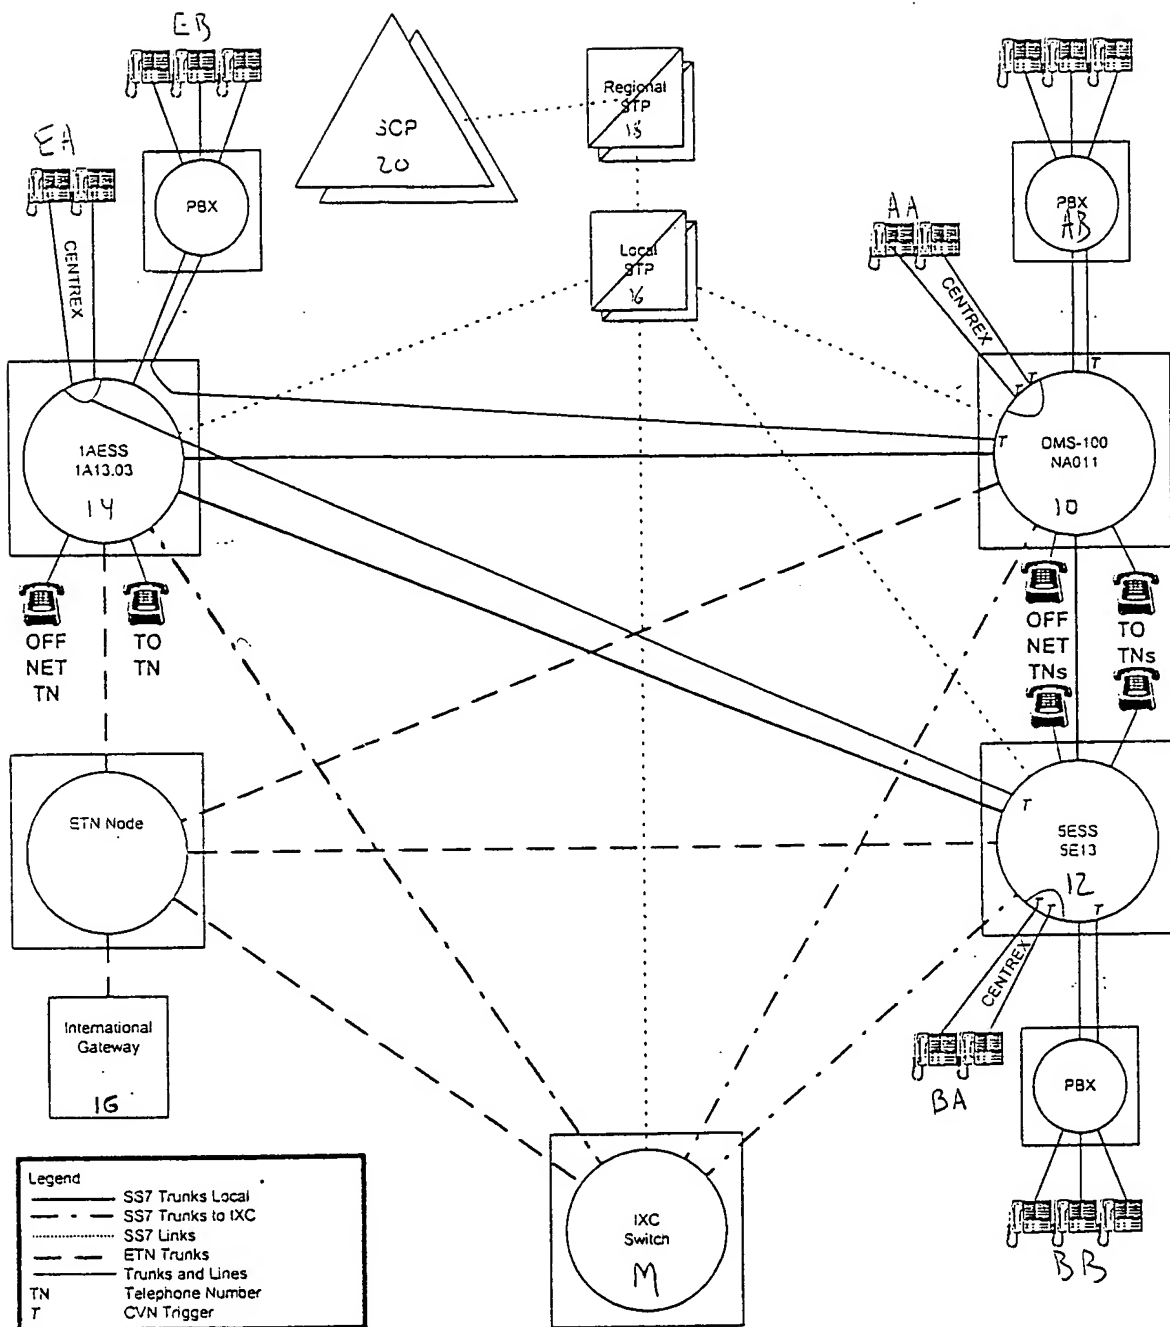 EB
EA
PBX
CENTREX
SCP
20
Regional
STP
18
Local
STP
16
AA
PBX
AB
CENTREX
T
T
T
1AESS
1A13.03
14
T
DMS-100
NA011
10
OFF
NET
TN
TO
TN
OFF
NET
TNs
TO
TNs
ETN Node
T
5ESS
5E13
12
T
T
T
CENTREX
BA
PBX
BB
International
Gateway
IG
IXC
Switch
M
Legend
SS7 Trunks Local
SS7 Trunks to IXC
SS7 Links
ETN Trunks
Trunks and Lines
TN Telephone Number
T CVN Trigger